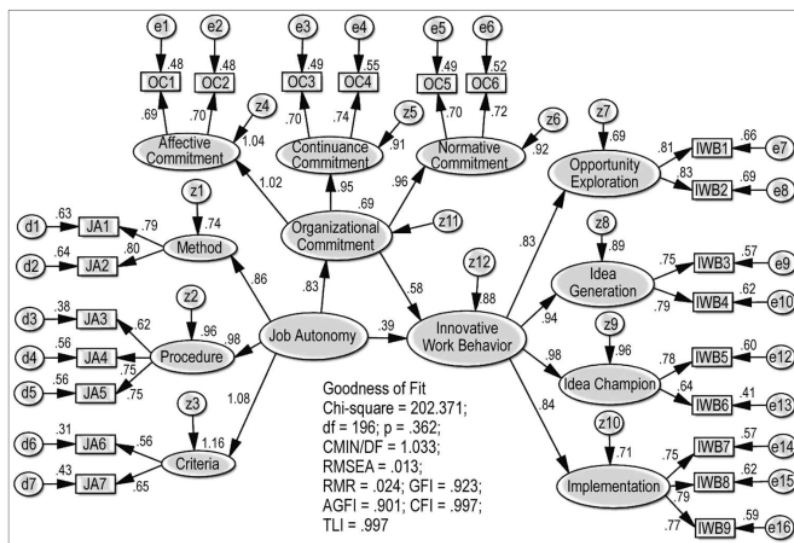 e1
e2
e3
e4
e5
e6
.48
.48
.49
.55
.49
.52
OC1
OC2
OC3
OC4
OC5
OC6
.69
.70
.70
.74
.70
.72
z4
z5
z6
z7
1.04
.91
.92
.69
Affective
Commitment
Continuance
Commitment
Normative
Commitment
Opportunity
Exploration
.81
IWB1
.66
e7
.83
IWB2
.69
e8
1.02
.95
.96
.69
Organizational
Commitment
z11
z1
.74
d1
.63
JA1
.79
d2
.64
JA2
.80
Method
.86
.83
.58
z12
.88
.83
z8
.89
Idea
Generation
.75
IWB3
.57
e9
.79
IWB4
.62
e10
.94
z2
.96
d3
.38
JA3
.62
d4
.56
JA4
.75
d5
.56
JA5
.75
Procedure
.98
Job Autonomy
.39
Innovative
Work Behavior
z9
.96
.98
Idea Champion
.78
IWB5
.60
e12
.64
IWB6
.41
e13
1.08
z3
1.16
d6
.31
JA6
.56
d7
.43
JA7
.65
Criteria
.84
z10
.71
Implementation
.75
IWB7
.57
e14
.79
IWB8
.62
e15
.77
IWB9
.59
e16
Goodness of Fit
Chi-square = 202.371;
df = 196; p = .362;
CMIN/DF = 1.033;
RMSEA = .013;
RMR = .024; GFI = .923;
AGFI = .901; CFI = .997;
TLI = .997